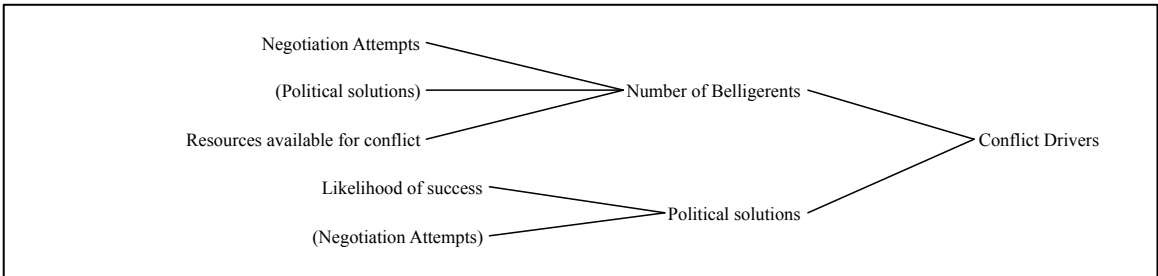 Negotiation Attempts
(Political solutions)
Number of Belligerents
Resources available for conflict
Conflict Drivers
Likelihood of success
Political solutions
(Negotiation Attempts)